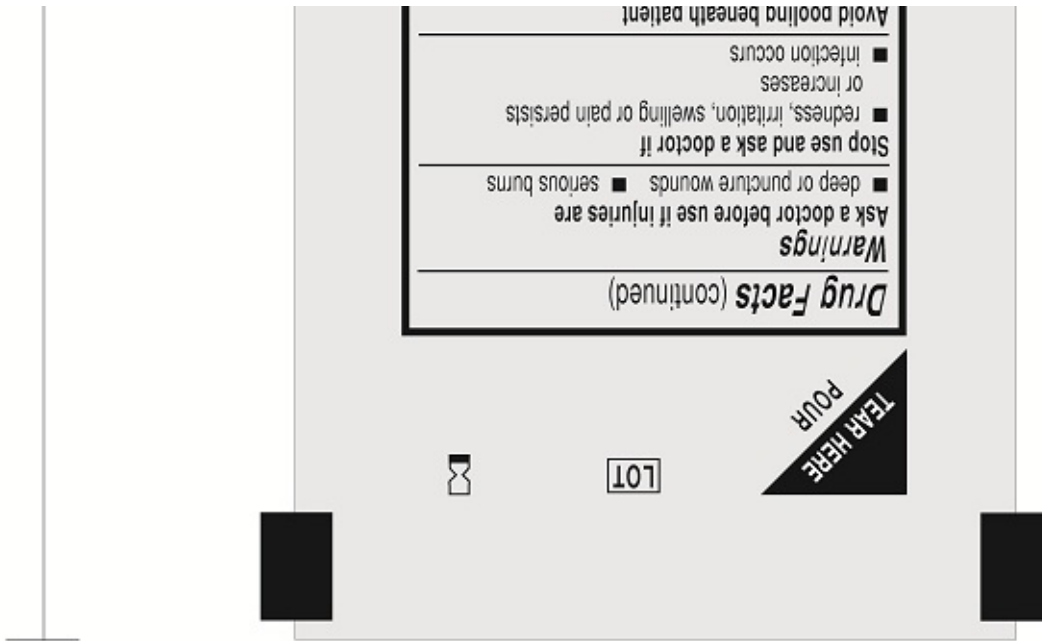 LOT
TEAR HERE
POUR
Drug Facts (continued)
Warnings
Ask a doctor before use if injuries are
■ deep or puncture wounds ■ serious burns
Stop use and ask a doctor if
■ redness, irritation, swelling or pain persists
or increases
■ infection occurs
Avoid pooling beneath patient